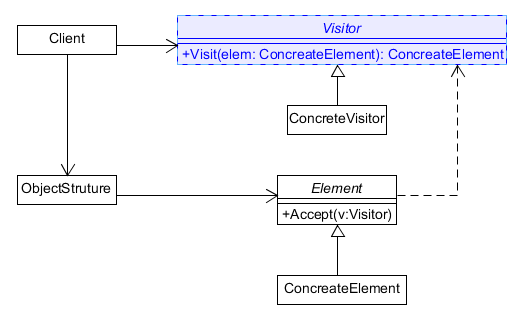 Client
Visitor
+Visit(elem: ConcreateElement): ConcreateElement
ConcreteVisitor
ObjectStruture
Element
+Accept(v:Visitor)
ConcreateElement